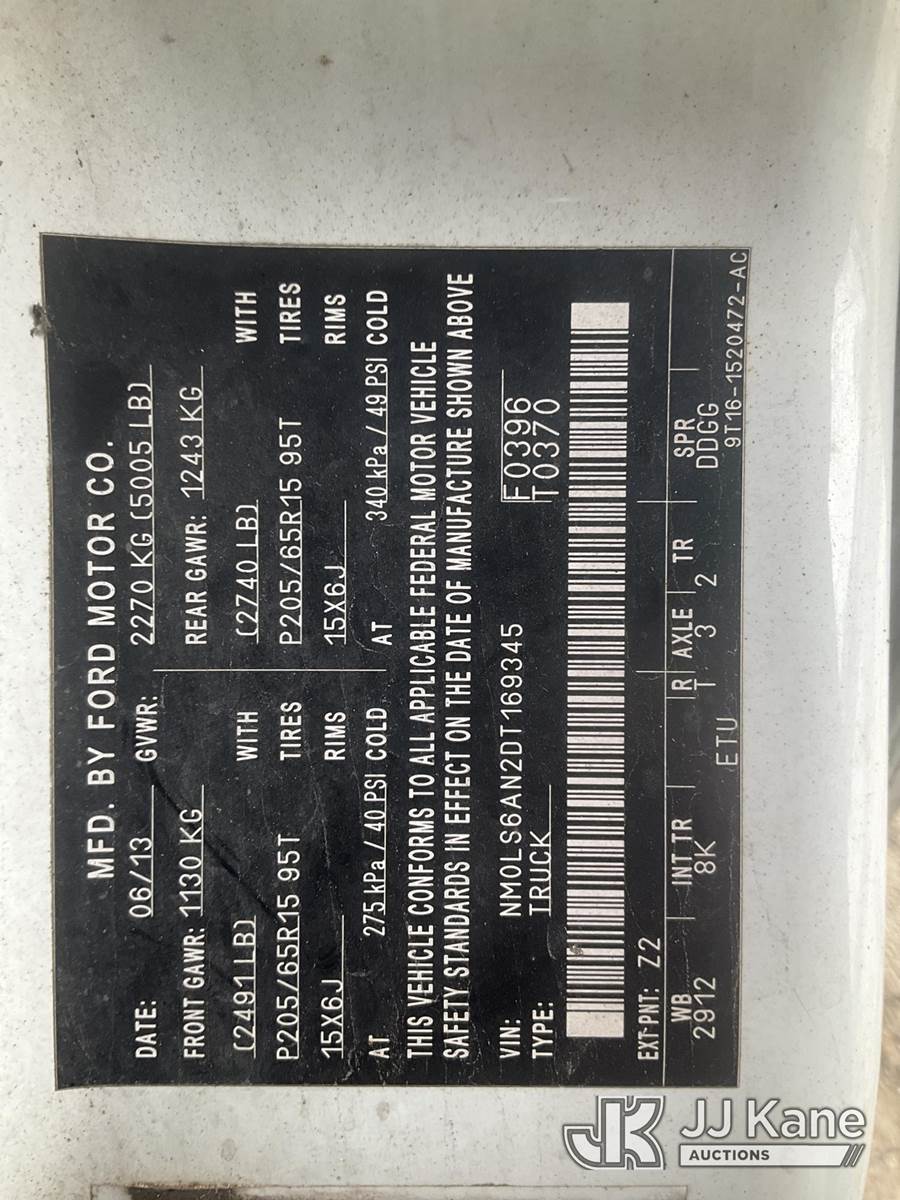 MFD. BY FORD MOTOR CO.
DATE: 06/13 GVWR: 2270 KG (5005 LB)
FRONT GAWR: 1130 KG REAR GAWR: 1243 KG
(2491LB) WITH (2740LB) WITH
P205/65R15 95T TIRES P205/65R15 95T TIRES
15X6J RIMS 15X6J RIMS
AT 275 kPa / 40 PSI COLD AT 340 kPa / 49 PSI COLD
THIS VEHICLE CONFORMS TO ALL APPLICABLE FEDERAL MOTOR VEHICLE
SAFETY STANDARDS IN EFFECT ON THE DATE OF MANUFACTURE SHOWN ABOVE
VIN: NM0LS6AN2DT169345 F0396
TYPE: TRUCK T0370
EXT PNT: Z2
WB INT TR R AXLE TR SPR
2912 8K T 3 2 DDGG
ETU 9T16-1520472-AC
JK JJ Kane
AUCTIONS